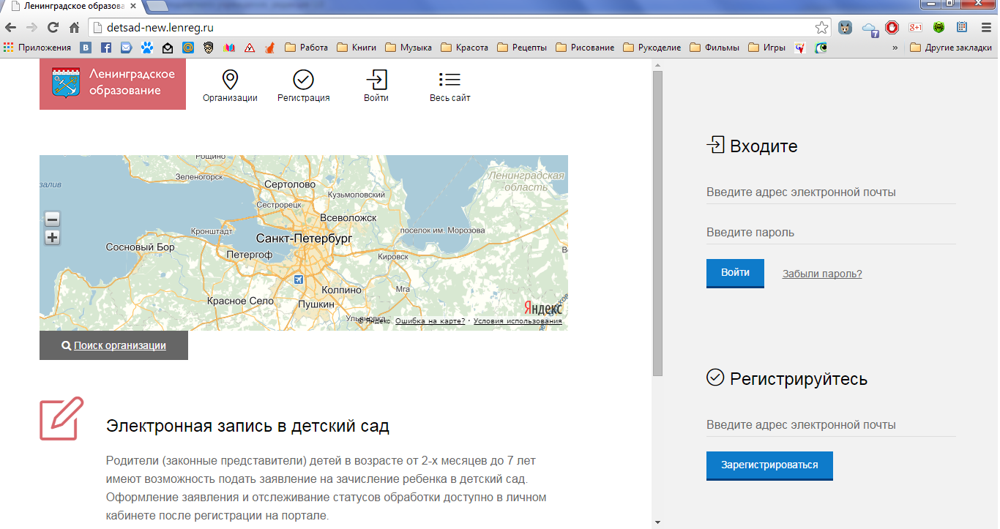 Ленинградское образова
detsad-new.lenreg.ru
Приложения
Работа
Книги
Музыка
Красота
Рецепты
Рисование
Рукоделие
Фильмы
Игры
»
Другие закладки
Ленинградское
образование
Организации
Регистрация
Войти
Весь сайт
Рощино
залив
Зеленогорск
Сертолово
Ленинградская
область
Кузьмоловский
Сестрорецк
Всеволожск
Кронштадт
Санкт-Петербург
поселок им. Морозова
Сосновый Бор
Петергоф
Кировск
Колпино
Мга
Красное Село
Пушкин
Яндекс
Ульяновка
© Яндекс Ошибка на карте? · Условия использования
Поиск организации
Электронная запись в детский сад
Родители (законные представители) детей в возрасте от 2-х месяцев до 7 лет
имеют возможность подать заявление на зачисление ребенка в детский сад.
Оформление заявления и отслеживание статусов обработки доступно в личном
кабинете после регистрации на портале.
Входите
Введите адрес электронной почты
Введите пароль
Войти
Забыли пароль?
Регистрируйтесь
Введите адрес электронной почты
Зарегистрироваться